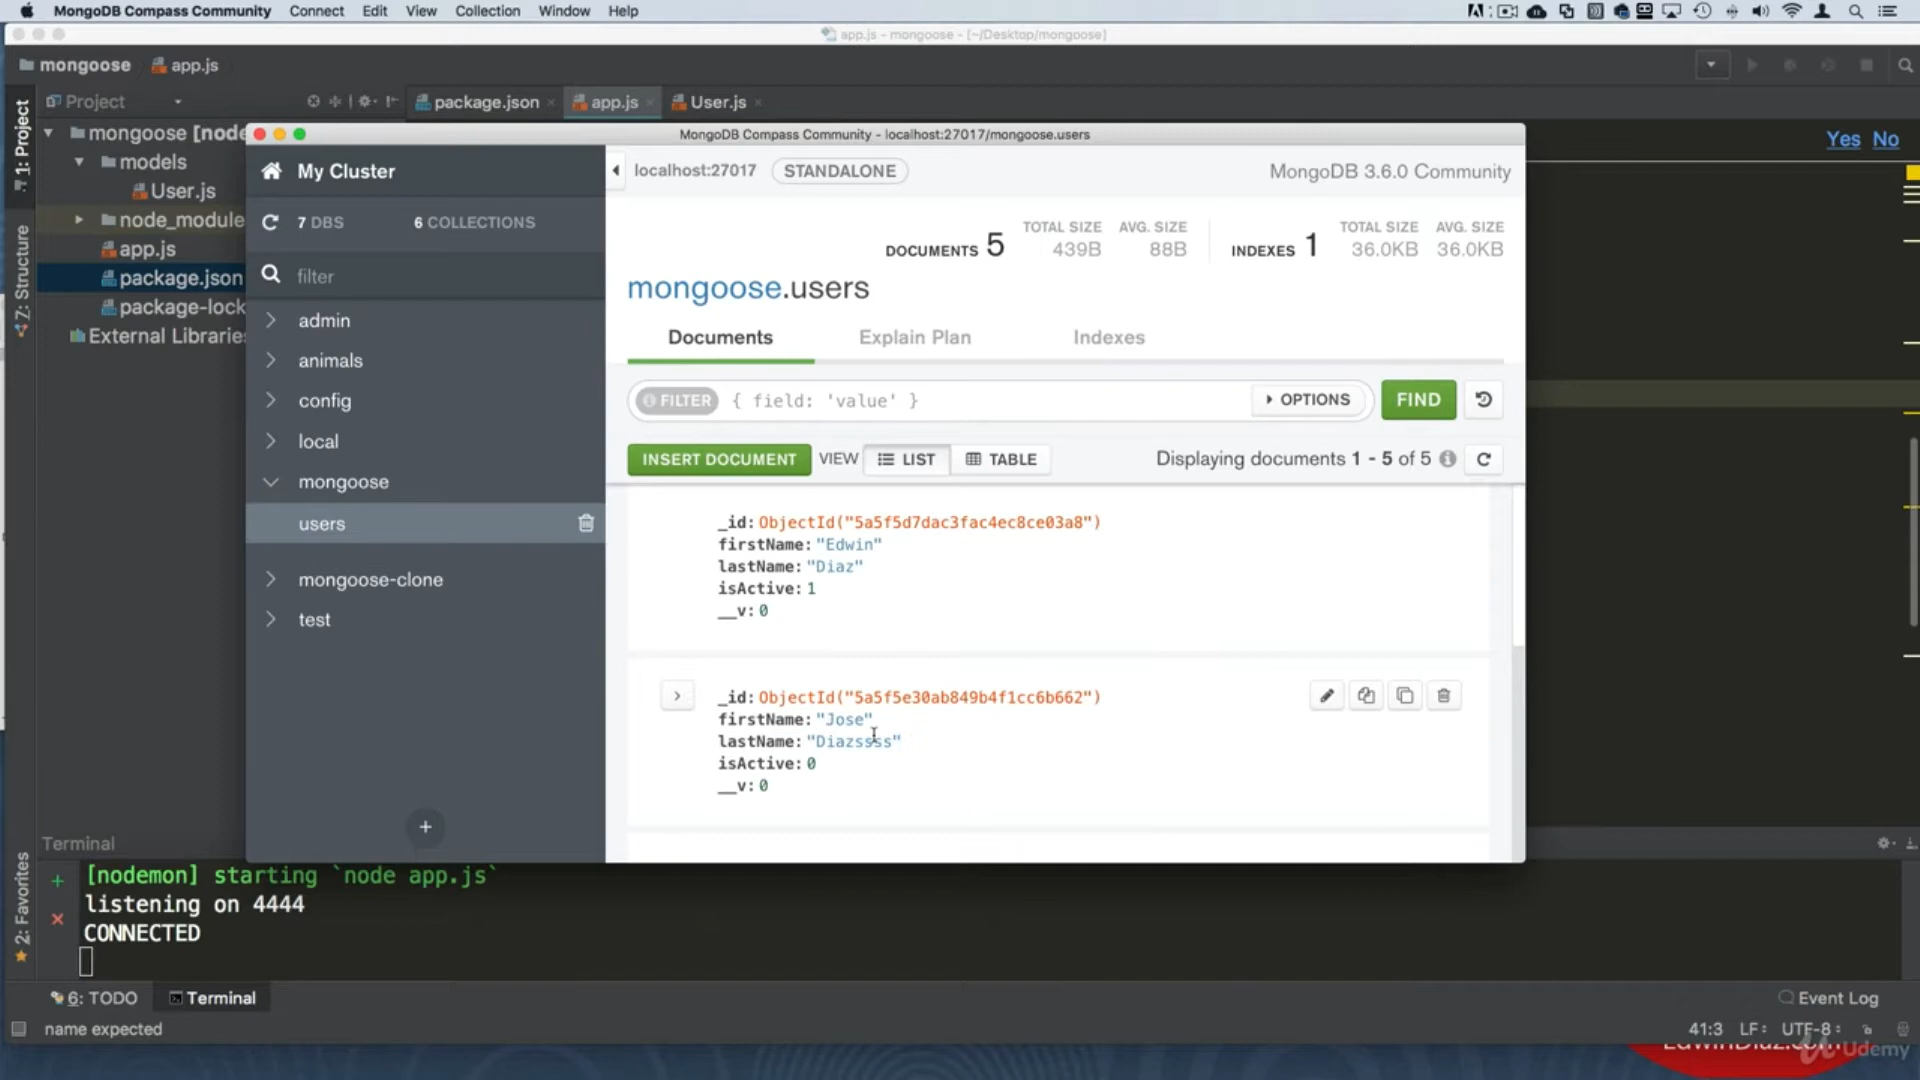 MongoDB Compass Community Connect Edit View Collection Window Help
app.js - mongoose - [~/Desktop/mongoose]
mongoose app.js
Project package.json app.js User.js
1: Project
Z: Structure
2: Favorites
mongoose [node
models
User.js
node_module
app.js
package.json
package-lock
External Libraries
Yes No
MongoDB Compass Community - localhost:27017/mongoose.users
My Cluster
7 DBS 6 COLLECTIONS
filter
admin
animals
config
local
mongoose
users
mongoose-clone
test
+
localhost:27017 STANDALONE MongoDB 3.6.0 Community
DOCUMENTS 5 TOTAL SIZE 439B AVG. SIZE 88B INDEXES 1 TOTAL SIZE 36.0KB AVG. SIZE 36.0KB
mongoose.users
Documents Explain Plan Indexes
FILTER { field: 'value' } OPTIONS FIND
INSERT DOCUMENT VIEW LIST TABLE Displaying documents 1 - 5 of 5
_id: ObjectId("5a5f5d7dac3fac4ec8ce03a8")
firstName: "Edwin"
lastName: "Diaz"
isActive: 1
__v: 0
_id: ObjectId("5a5f5e30ab849b4f1cc6b662")
firstName: "Jose"
lastName: "Diazssss"
isActive: 0
__v: 0
Terminal
[nodemon] starting `node app.js`
listening on 4444
CONNECTED
6: TODO Terminal Event Log
name expected 41:3 LF: UTF-8:
EdwinDiaz.com
Udemy